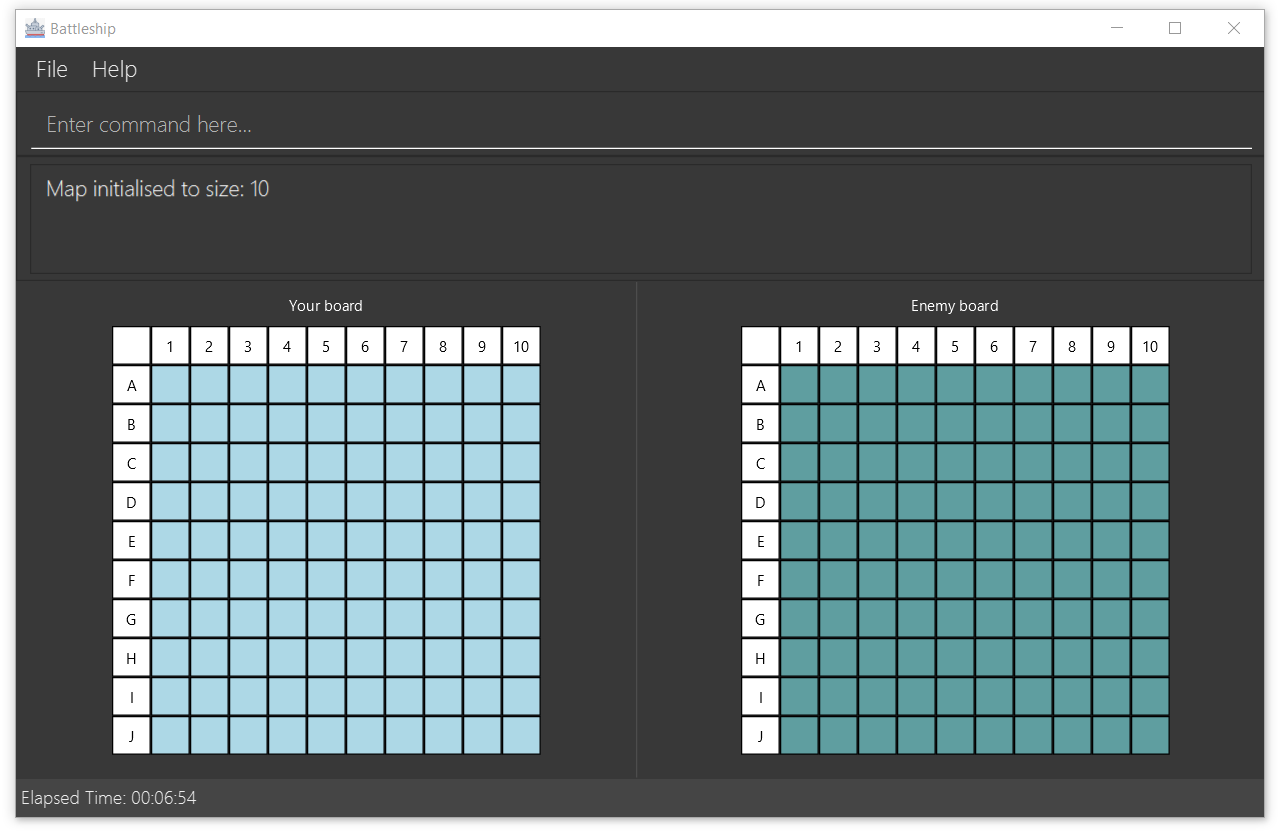 Battleship
File Help
Enter command here...
Map initialised to size: 10
Your board
1 2 3 4 5 6 7 8 9 10
A
B
C
D
E
F
G
H
I
J
Enemy board
1 2 3 4 5 6 7 8 9 10
A
B
C
D
E
F
G
H
I
J
Elapsed Time: 00:06:54